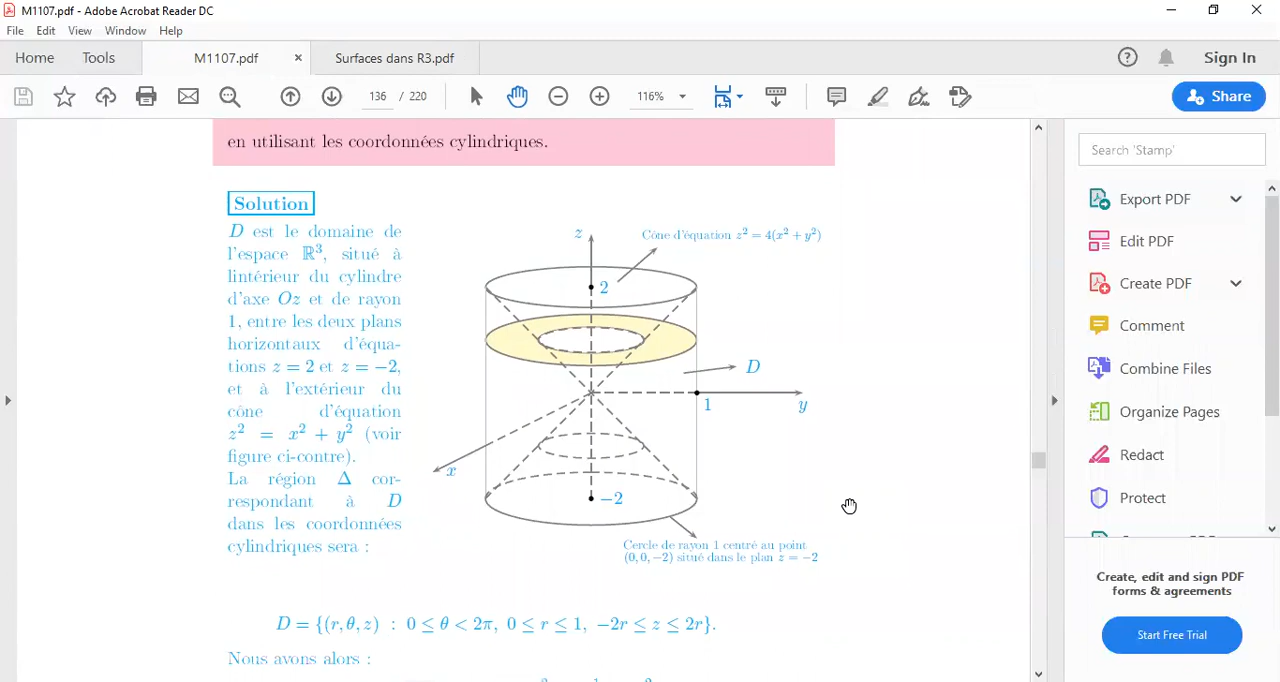 M1107.pdf - Adobe Acrobat Reader DC
File Edit View Window Help
Home Tools M1107.pdf × Surfaces dans R3.pdf Sign In
136 / 220 116% Share
en utilisant les coordonnées cylindriques.
Solution
D est le domaine de
l'espace ℝ³, situé à
lintérieur du cylindre
d'axe Oz et de rayon
1, entre les deux plans
horizontaux d'équa-
tions z = 2 et z = −2,
et à l'extérieur du
cône d'équation
z² = x² + y² (voir
figure ci-contre).
La région Δ cor-
respondant à D
dans les coordonnées
cylindriques sera :
z
Cône d'équation z² = 4(x² + y²)
2
D
1
y
x
−2
Cercle de rayon 1 centré au point
(0, 0, −2) situé dans le plan z = −2
D = {(r, θ, z) : 0 ≤ θ < 2π, 0 ≤ r ≤ 1, −2r ≤ z ≤ 2r}.
Nous avons alors :
Search 'Stamp'
Export PDF
Edit PDF
Create PDF
Comment
Combine Files
Organize Pages
Redact
Protect
Create, edit and sign PDF
forms & agreements
Start Free Trial